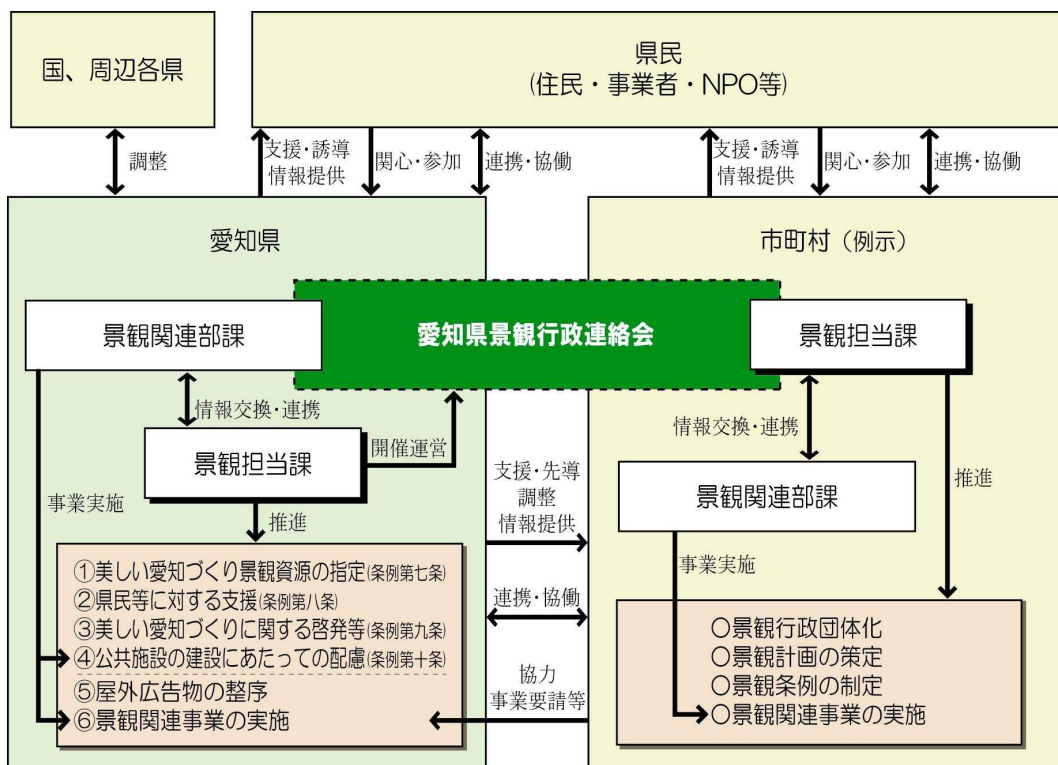 国、周辺各県
県民
(住民・事業者・NPO等)
調整
支援・誘導
情報提供
関心・参加
連携・協働
支援・誘導
情報提供
関心・参加
連携・協働
愛知県
市町村（例示）
景観関連部課
愛知県景観行政連絡会
景観担当課
情報交換・連携
景観担当課
開催運営
情報交換・連携
景観関連部課
事業実施
推進
支援・先導
調整
情報提供
事業実施
推進
①美しい愛知づくり景観資源の指定(条例第七条)
②県民等に対する支援(条例第八条)
③美しい愛知づくりに関する啓発等(条例第九条)
④公共施設の建設にあたっての配慮(条例第十条)
⑤屋外広告物の整序
⑥景観関連事業の実施
連携・協働
協力
事業要請等
〇景観行政団体化
〇景観計画の策定
〇景観条例の制定
〇景観関連事業の実施